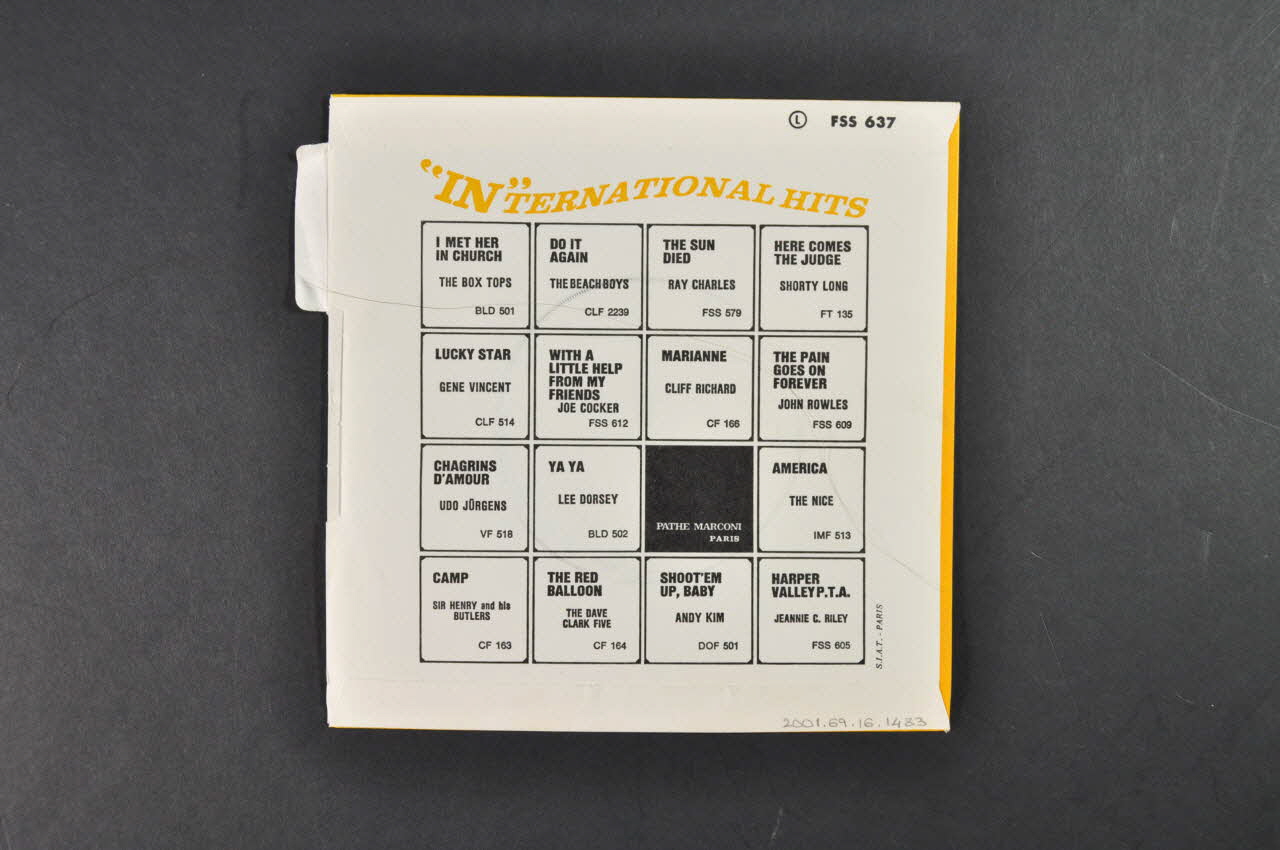 Ⓛ FSS 637
“IN”TERNATIONAL HITS
I MET HER
IN CHURCH
THE BOX TOPS
BLD 501
DO IT
AGAIN
THE BEACH BOYS
CLF 2239
THE SUN
DIED
RAY CHARLES
FSS 579
HERE COMES
THE JUDGE
SHORTY LONG
FT 135
LUCKY STAR
GENE VINCENT
CLF 514
WITH A
LITTLE HELP
FROM MY
FRIENDS
JOE COCKER
FSS 612
MARIANNE
CLIFF RICHARD
CF 166
THE PAIN
GOES ON
FOREVER
JOHN ROWLES
FSS 609
CHAGRINS
D'AMOUR
UDO JÜRGENS
VF 518
YA YA
LEE DORSEY
BLD 502
PATHE MARCONI
PARIS
AMERICA
THE NICE
IMF 513
CAMP
SIR HENRY and his
BUTLERS
CF 163
THE RED
BALLOON
THE DAVE
CLARK FIVE
CF 164
SHOOT'EM
UP, BABY
ANDY KIM
DOF 501
HARPER
VALLEY P.T.A.
JEANNIE C. RILEY
FSS 605
S.I.A.T. - PARIS
2001.69.16.1433